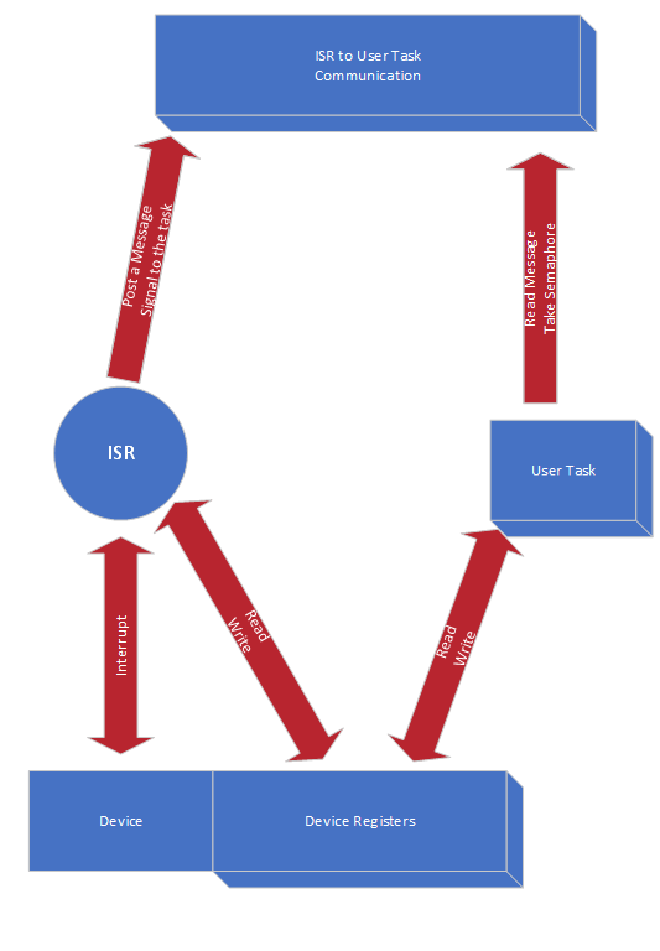 ISR to User Task
Communication
Post a Message
Signal to the task
Read Message
Take Semaphore
ISR
User Task
Interrupt
Read
Write
Read
Write
Device
Device Registers